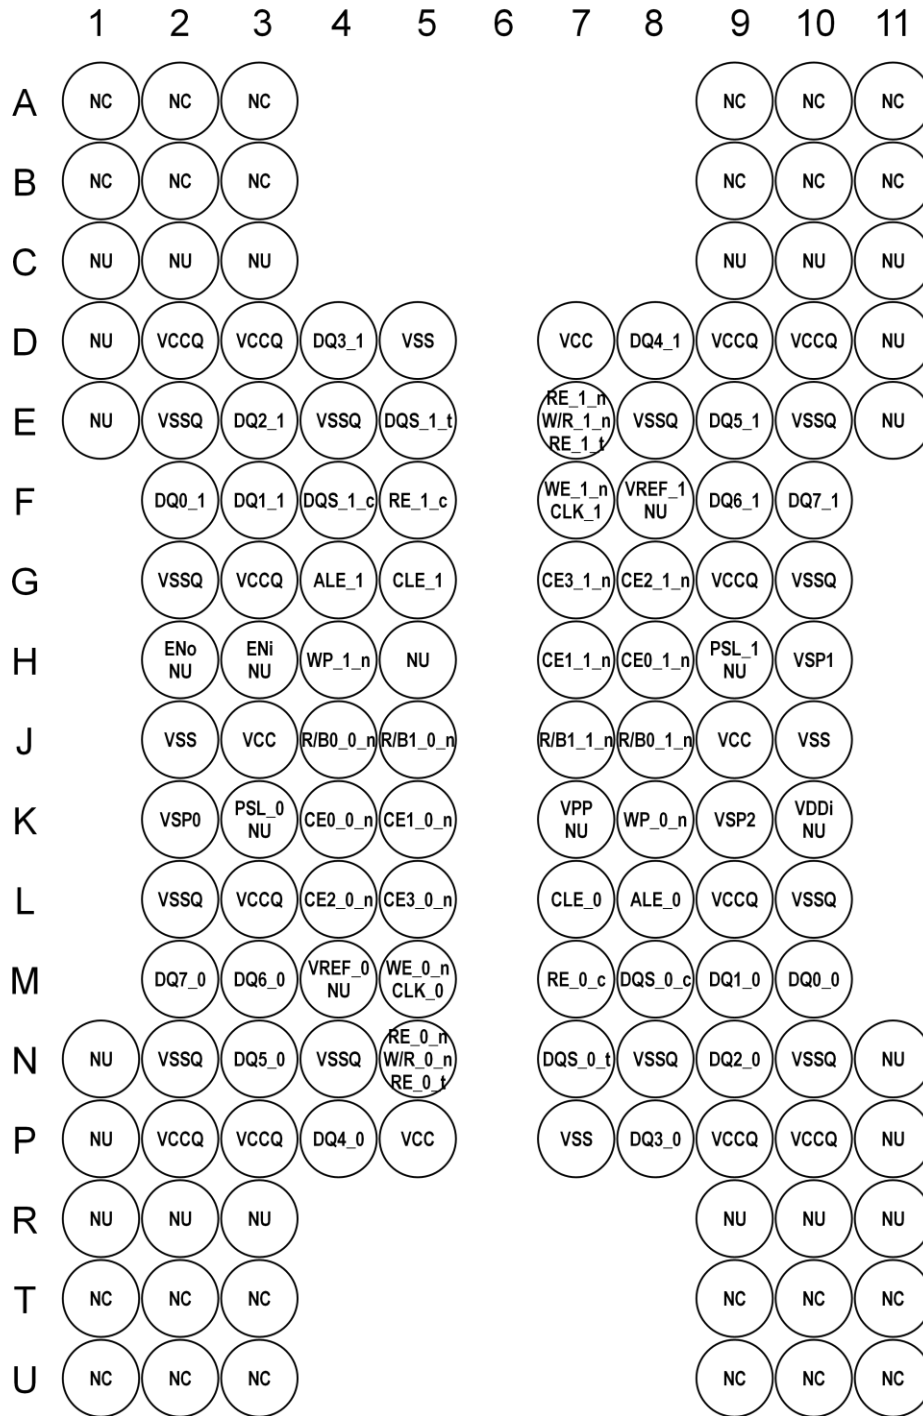 1 2 3 4 5 6 7 8 9 10 11
A NC NC NC NC NC NC
B NC NC NC NC NC NC
C NU NU NU NU NU NU
D NU VCCQ VCCQ DQ3_1 VSS VCC DQ4_1 VCCQ VCCQ NU
E NU VSSQ DQ2_1 VSSQ DQS_1_t RE_1_n W/R_1_n RE_1_t VSSQ DQ5_1 VSSQ NU
F DQ0_1 DQ1_1 DQS_1_c RE_1_c WE_1_n CLK_1 VREF_1 NU DQ6_1 DQ7_1
G VSSQ VCCQ ALE_1 CLE_1 CE3_1_n CE2_1_n VCCQ VSSQ
H ENo NU ENi NU WP_1_n NU CE1_1_n CE0_1_n PSL_1 NU VSP1
J VSS VCC R/B0_0_n R/B1_0_n R/B1_1_n R/B0_1_n VCC VSS
K VSP0 PSL_0 NU CE0_0_n CE1_0_n VPP NU WP_0_n VSP2 VDDi NU
L VSSQ VCCQ CE2_0_n CE3_0_n CLE_0 ALE_0 VCCQ VSSQ
M DQ7_0 DQ6_0 VREF_0 NU WE_0_n CLK_0 RE_0_c DQS_0_c DQ1_0 DQ0_0
N NU VSSQ DQ5_0 VSSQ RE_0_n W/R_0_n RE_0_t DQS_0_t VSSQ DQ2_0 VSSQ NU
P NU VCCQ VCCQ DQ4_0 VCC VSS DQ3_0 VCCQ VCCQ NU
R NU NU NU NU NU NU
T NC NC NC NC NC NC
U NC NC NC NC NC NC